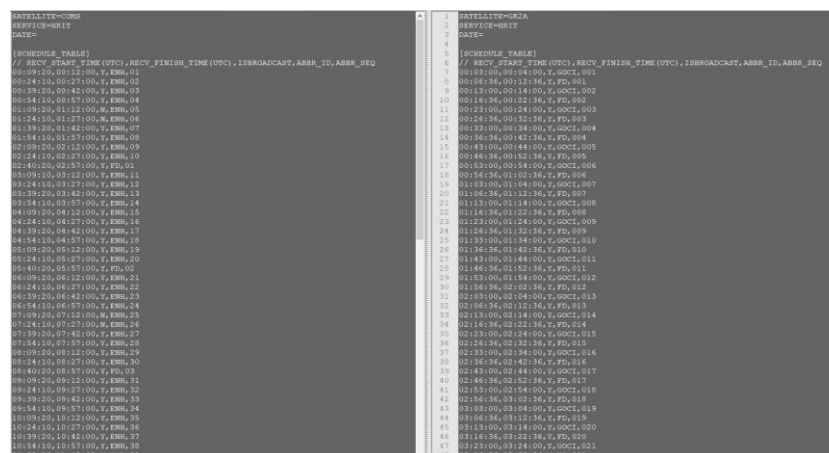 SATELLITE=COMS
SERVICE=HRIT
DATE=
[SCHEDULE_TABLE]
// RECV_START_TIME(UTC),RECV_FINISH_TIME(UTC),ISBROADCAST,ABBR_ID,ABBR_SEQ
00:09:20,00:12:00,Y,ENH,01
00:24:10,00:27:00,Y,ENH,02
00:39:20,00:42:00,Y,ENH,03
00:54:10,00:57:00,Y,ENH,04
01:09:20,01:12:00,N,ENH,05
01:24:10,01:27:00,N,ENH,06
01:39:20,01:42:00,Y,ENH,07
01:54:10,01:57:00,Y,ENH,08
02:09:20,02:12:00,Y,ENH,09
02:24:10,02:27:00,Y,ENH,10
02:40:20,02:57:00,Y,FD,01
03:09:10,03:12:00,Y,ENH,11
03:24:10,03:27:00,Y,ENH,12
03:39:20,03:42:00,Y,ENH,13
03:54:10,03:57:00,Y,ENH,14
04:09:20,04:12:00,Y,ENH,15
04:24:10,04:27:00,Y,ENH,16
04:39:20,04:42:00,Y,ENH,17
04:54:10,04:57:00,Y,ENH,18
05:09:20,05:12:00,Y,ENH,19
05:24:10,05:27:00,Y,ENH,20
05:40:20,05:57:00,Y,FD,02
06:09:20,06:12:00,Y,ENH,21
06:24:10,06:27:00,Y,ENH,22
06:39:20,06:42:00,Y,ENH,23
06:54:10,06:57:00,Y,ENH,24
07:09:20,07:12:00,N,ENH,25
07:24:10,07:27:00,N,ENH,26
07:39:20,07:42:00,Y,ENH,27
07:54:10,07:57:00,Y,ENH,28
08:09:20,08:12:00,Y,ENH,29
08:24:10,08:27:00,Y,ENH,30
08:40:20,08:57:00,Y,FD,03
09:09:20,09:12:00,Y,ENH,31
09:24:10,09:27:00,Y,ENH,32
09:39:20,09:42:00,Y,ENH,33
09:54:10,09:57:00,Y,ENH,34
10:09:20,10:12:00,Y,ENH,35
10:24:10,10:27:00,Y,ENH,36
10:39:20,10:42:00,Y,ENH,37
10:54:10,10:57:00,Y,ENH,38
1 SATELLITE=GK2A
2 SERVICE=HRIT
3 DATE=
4
5 [SCHEDULE_TABLE]
6 // RECV_START_TIME(UTC),RECV_FINISH_TIME(UTC),ISBROADCAST,ABBR_ID,ABBR_SEQ
7 00:03:00,00:04:00,Y,GOCI,001
8 00:06:36,00:12:36,Y,FD,001
9 00:13:00,00:14:00,Y,GOCI,002
10 00:16:36,00:22:36,Y,FD,002
11 00:23:00,00:24:00,Y,GOCI,003
12 00:26:36,00:32:36,Y,FD,003
13 00:33:00,00:34:00,Y,GOCI,004
14 00:36:36,00:42:36,Y,FD,004
15 00:43:00,00:44:00,Y,GOCI,005
16 00:46:36,00:52:36,Y,FD,005
17 00:53:00,00:54:00,Y,GOCI,006
18 00:56:36,01:02:36,Y,FD,006
19 01:03:00,01:04:00,Y,GOCI,007
20 01:06:36,01:12:36,Y,FD,007
21 01:13:00,01:14:00,Y,GOCI,008
22 01:16:36,01:22:36,Y,FD,008
23 01:23:00,01:24:00,Y,GOCI,009
24 01:26:36,01:32:36,Y,FD,009
25 01:33:00,01:34:00,Y,GOCI,010
26 01:36:36,01:42:36,Y,FD,010
27 01:43:00,01:44:00,Y,GOCI,011
28 01:46:36,01:52:36,Y,FD,011
29 01:53:00,01:54:00,Y,GOCI,012
30 01:56:36,02:02:36,Y,FD,012
31 02:03:00,02:04:00,Y,GOCI,013
32 02:06:36,02:12:36,Y,FD,013
33 02:13:00,02:14:00,Y,GOCI,014
34 02:16:36,02:22:36,Y,FD,014
35 02:23:00,02:24:00,Y,GOCI,015
36 02:26:36,02:32:36,Y,FD,015
37 02:33:00,02:34:00,Y,GOCI,016
38 02:36:36,02:42:36,Y,FD,016
39 02:43:00,02:44:00,Y,GOCI,017
40 02:46:36,02:52:36,Y,FD,017
41 02:53:00,02:54:00,Y,GOCI,018
42 02:56:36,03:02:36,Y,FD,018
43 03:03:00,03:04:00,Y,GOCI,019
44 03:06:36,03:12:36,Y,FD,019
45 03:13:00,03:14:00,Y,GOCI,020
46 03:16:36,03:22:36,Y,FD,020
47 03:23:00,03:24:00,Y,GOCI,021